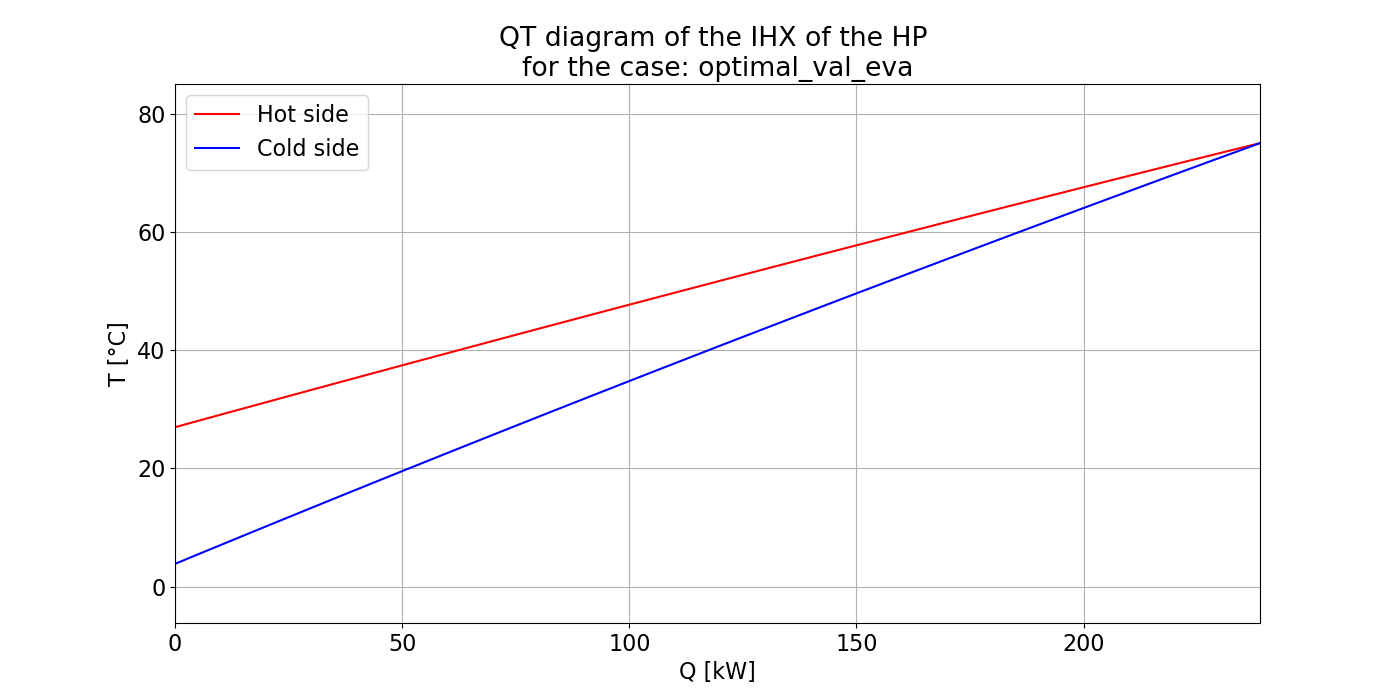 QT diagram of the IHX of the HP
for the case: optimal_val_eva
Hot side
Cold side
80
60
40
20
0
T [°C]
0
50
100
150
200
Q [kW]